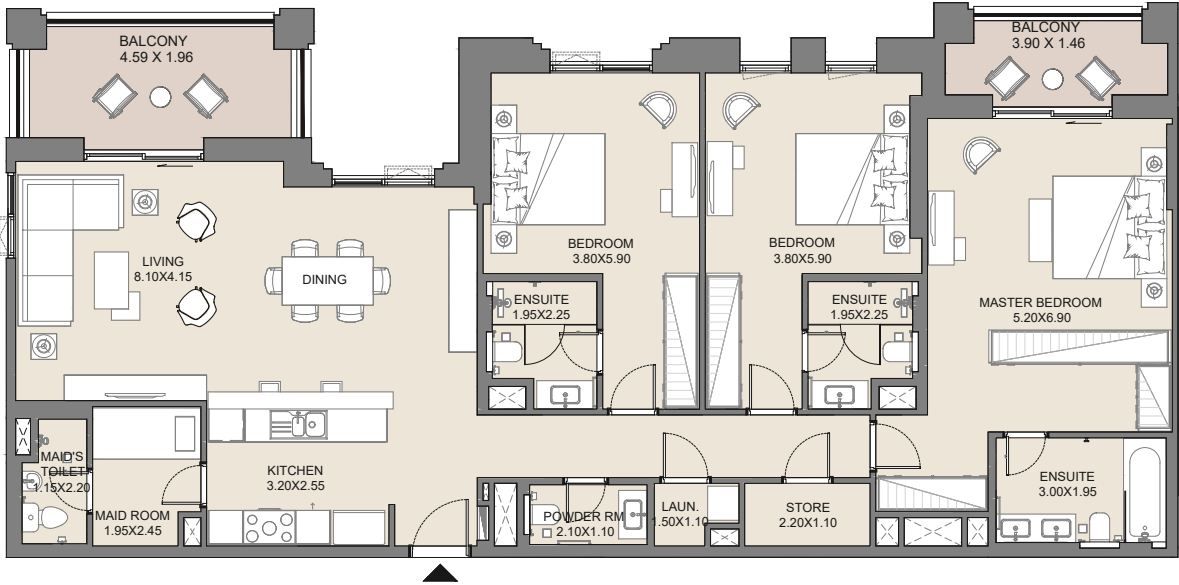 BALCONY
4.59 X 1.96
BALCONY
3.90 X 1.46
LIVING
8.10X4.15
DINING
BEDROOM
3.80X5.90
BEDROOM
3.80X5.90
MASTER BEDROOM
5.20X6.90
ENSUITE
1.95X2.25
ENSUITE
1.95X2.25
MAID'S
TOILET
1.15X2.20
MAID ROOM
1.95X2.45
KITCHEN
3.20X2.55
POWDER RM
2.10X1.10
LAUN.
1.50X1.10
STORE
2.20X1.10
ENSUITE
3.00X1.95